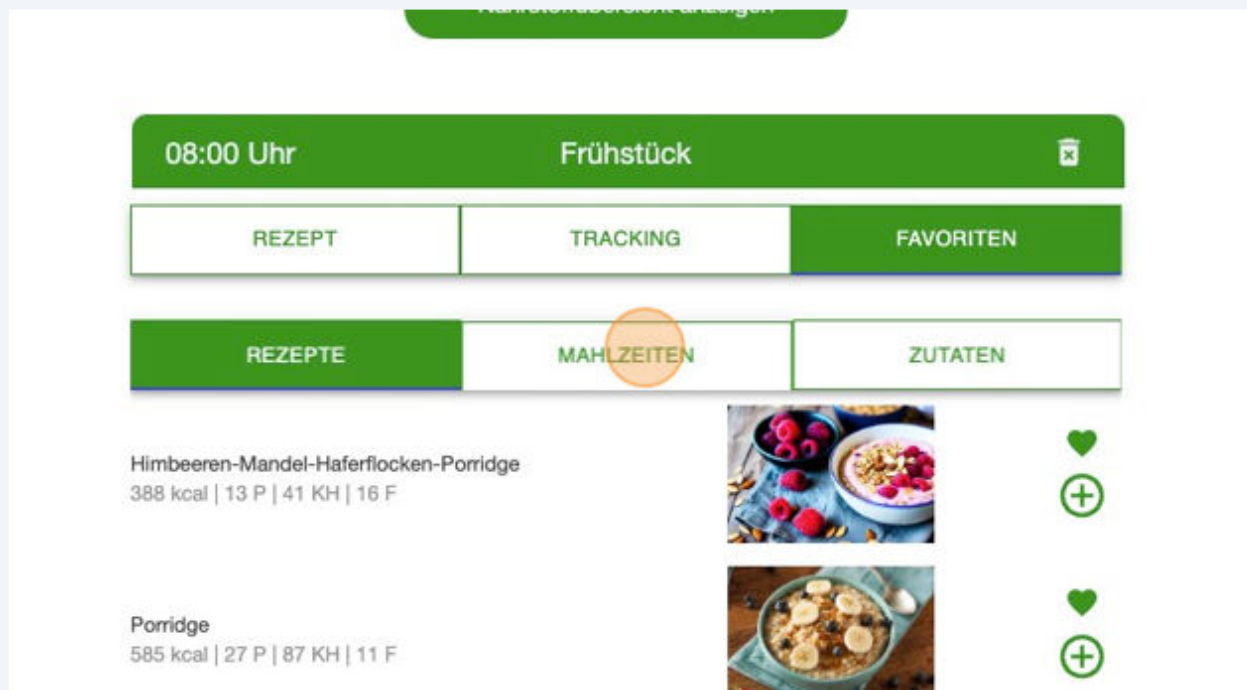 08:00 Uhr Frühstück
REZEPT TRACKING FAVORITEN
REZEPTE MAHLZEITEN ZUTATEN
Himbeeren-Mandel-Haferflocken-Porridge
388 kcal | 13 P | 41 KH | 16 F
Porridge
585 kcal | 27 P | 87 KH | 11 F